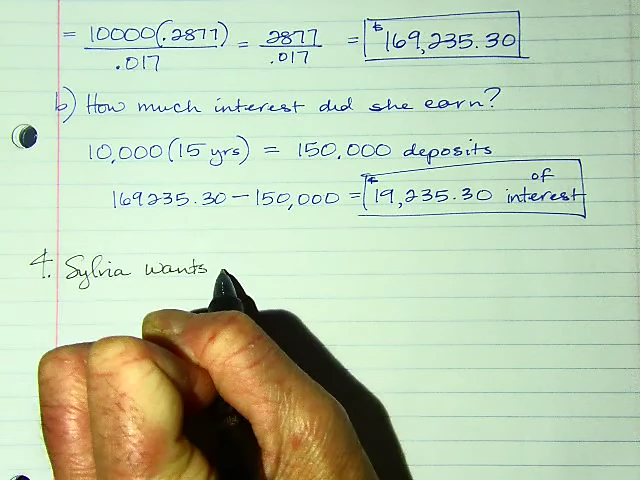 = 10000(.2877) / .017 = 2877 / .017 = $169,235.30
b) How much interest did she earn?
10,000(15 yrs) = 150,000 deposits
169235.30 - 150,000 = $19,235.30 of interest
4. Sylvia wants